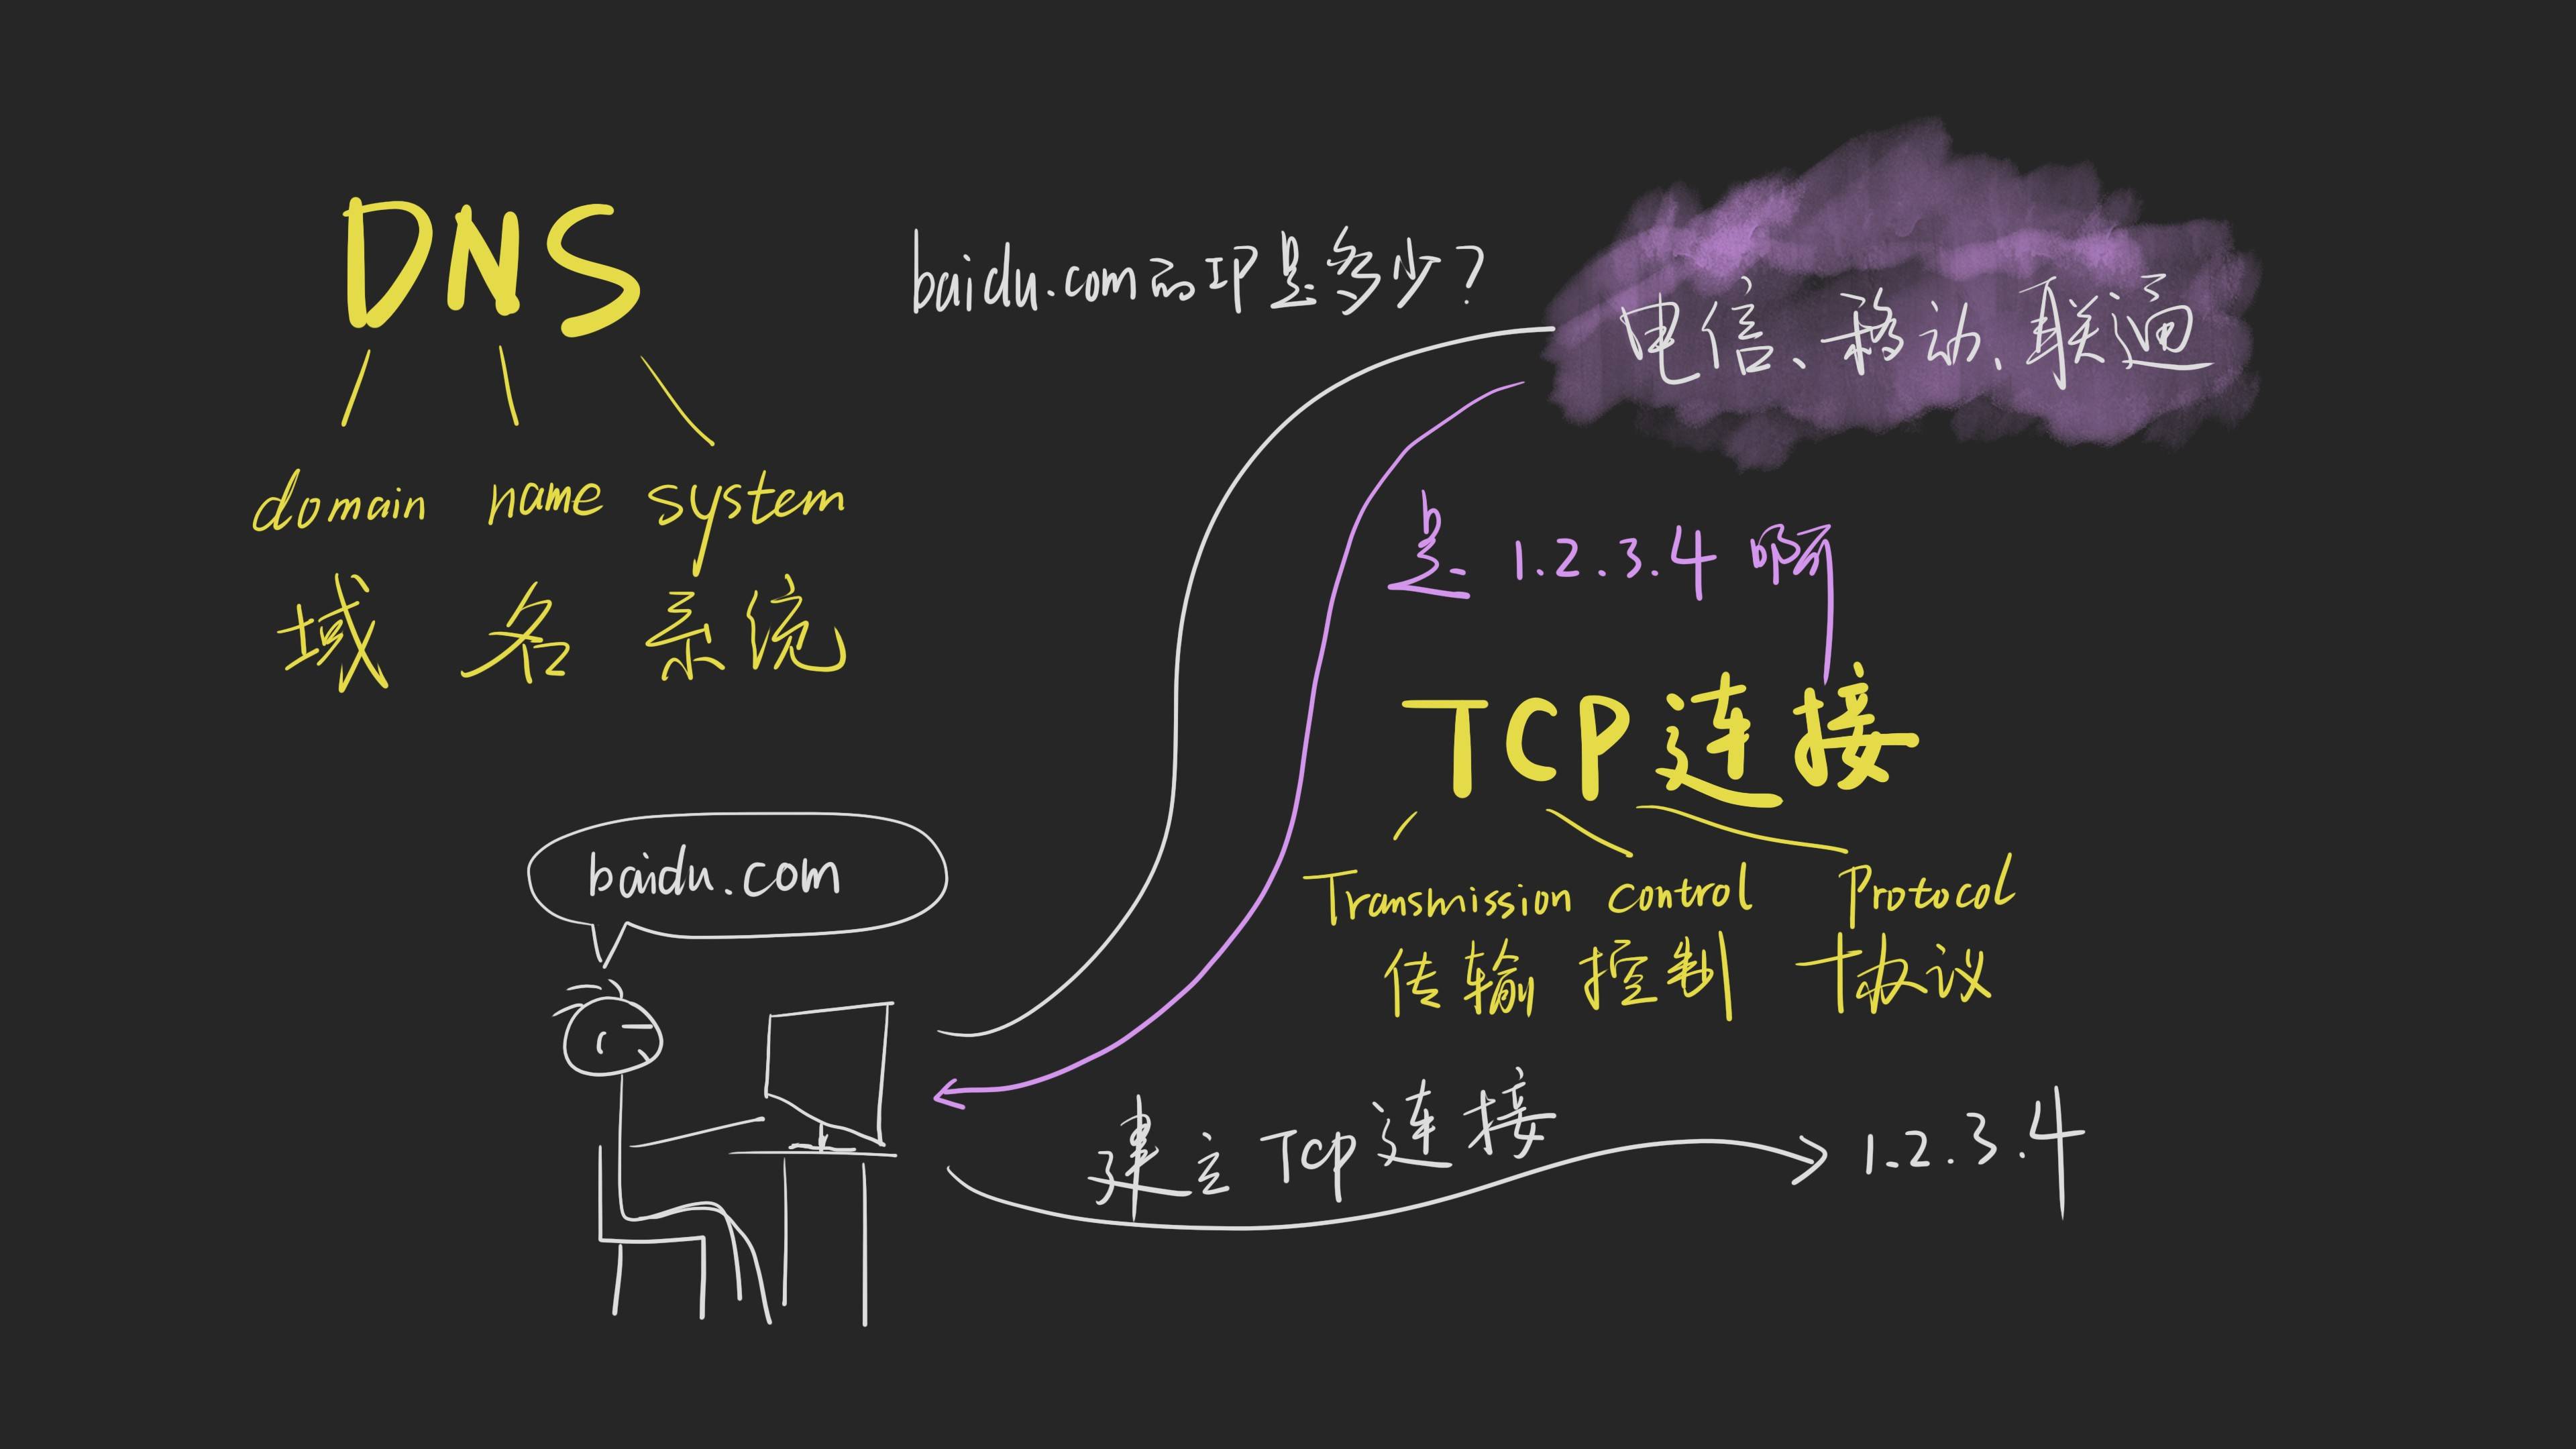 DNS
domain name system
域名系统
baidu.com的IP是多少?
电信、移动、联通
是 1.2.3.4 啊
TCP连接
Transmission control Protocol
传输 控制 协议
baidu.com
建立Tcp连接
1.2.3.4